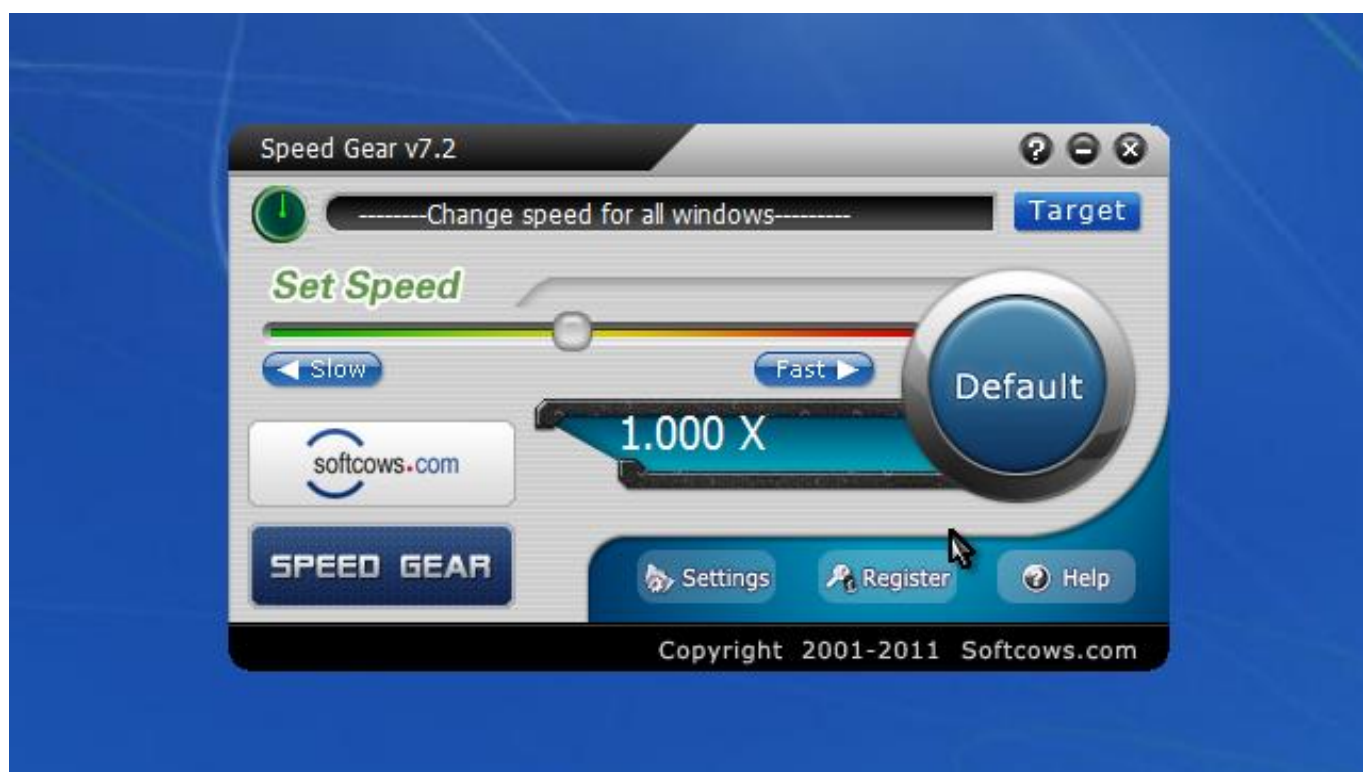 Speed Gear v7.2
--------Change speed for all windows---------
Target
Set Speed
Slow
Fast
Default
1.000 X
softcows.com
SPEED GEAR
Settings
Register
Help
Copyright 2001-2011 Softcows.com